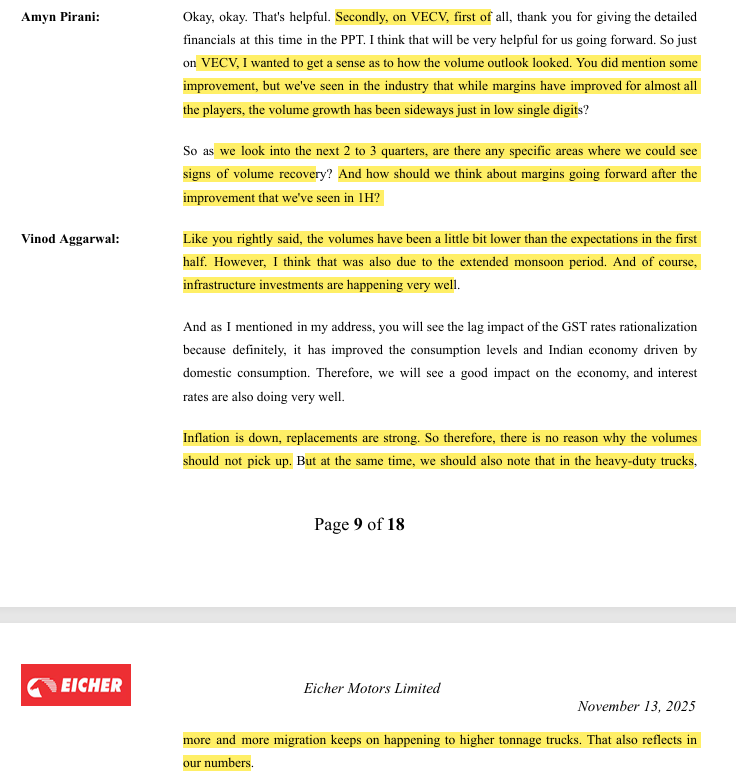 Amyn Pirani: Okay, okay. That's helpful. Secondly, on VECV, first of all, thank you for giving the detailed
financials at this time in the PPT. I think that will be very helpful for us going forward. So just
on VECV, I wanted to get a sense as to how the volume outlook looked. You did mention some
improvement, but we've seen in the industry that while margins have improved for almost all
the players, the volume growth has been sideways just in low single digits?
So as we look into the next 2 to 3 quarters, are there any specific areas where we could see
signs of volume recovery? And how should we think about margins going forward after the
improvement that we've seen in 1H?
Vinod Aggarwal: Like you rightly said, the volumes have been a little bit lower than the expectations in the first
half. However, I think that was also due to the extended monsoon period. And of course,
infrastructure investments are happening very well.
And as I mentioned in my address, you will see the lag impact of the GST rates rationalization
because definitely, it has improved the consumption levels and Indian economy driven by
domestic consumption. Therefore, we will see a good impact on the economy, and interest
rates are also doing very well.
Inflation is down, replacements are strong. So therefore, there is no reason why the volumes
should not pick up. But at the same time, we should also note that in the heavy-duty trucks,
Page 9 of 18
EICHER
Eicher Motors Limited
November 13, 2025
more and more migration keeps on happening to higher tonnage trucks. That also reflects in
our numbers.